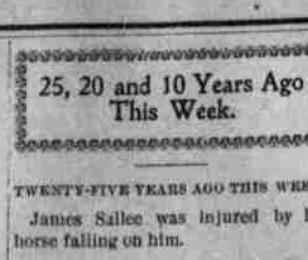 25, 20 and 10 Years Ago
This Week.
TWENTY-FIVE YEARS AGO THIS
James Sallee was injured by
horse falling on him.